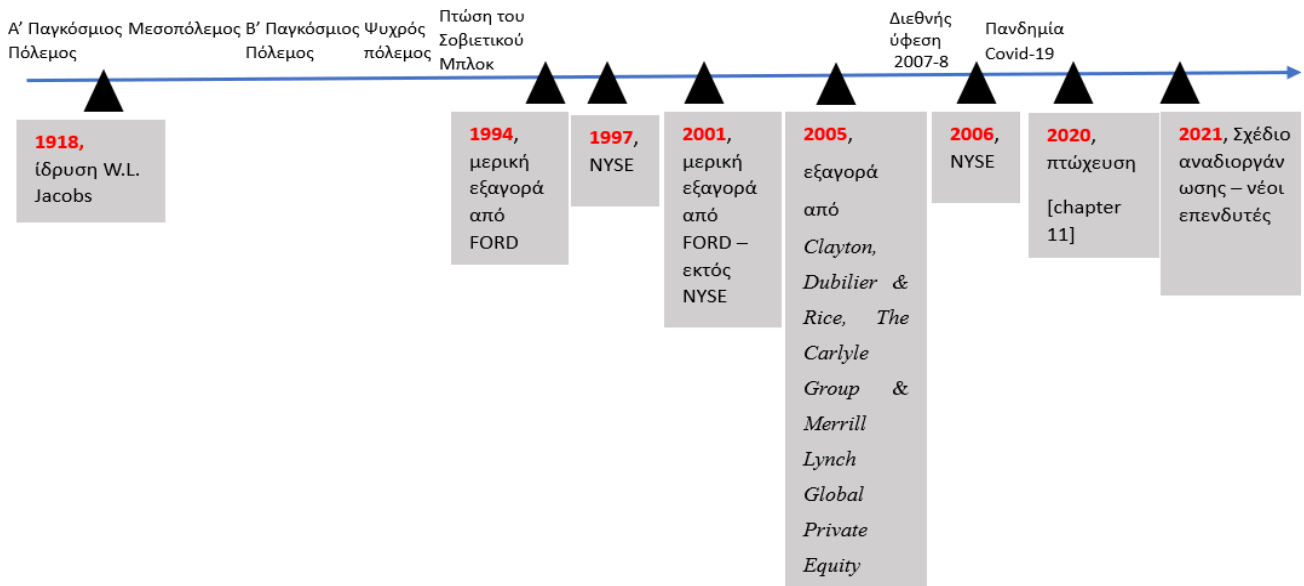 Α’ Παγκόσμιος
Πόλεμος
Μεσοπόλεμος
Β’ Παγκόσμιος
Πόλεμος
Ψυχρός
πόλεμος
Πτώση του
Σοβιετικού
Μπλοκ
Διεθνής
ύφεση
2007-8
Πανδημία
Covid-19
1918,
ίδρυση W.L.
Jacobs
1994,
μερική
εξαγορά
από
FORD
1997,
NYSE
2001,
μερική
εξαγορά
από
FORD –
εκτός
NYSE
2005,
εξαγορά
από
Clayton,
Dubilier &
Rice, The
Carlyle
Group &
Merrill
Lynch
Global
Private
Equity
2006,
NYSE
2020,
πτώχευση
[chapter
11]
2021, Σχέδιο
αναδιοργάν
ωσης – νέοι
επενδυτές